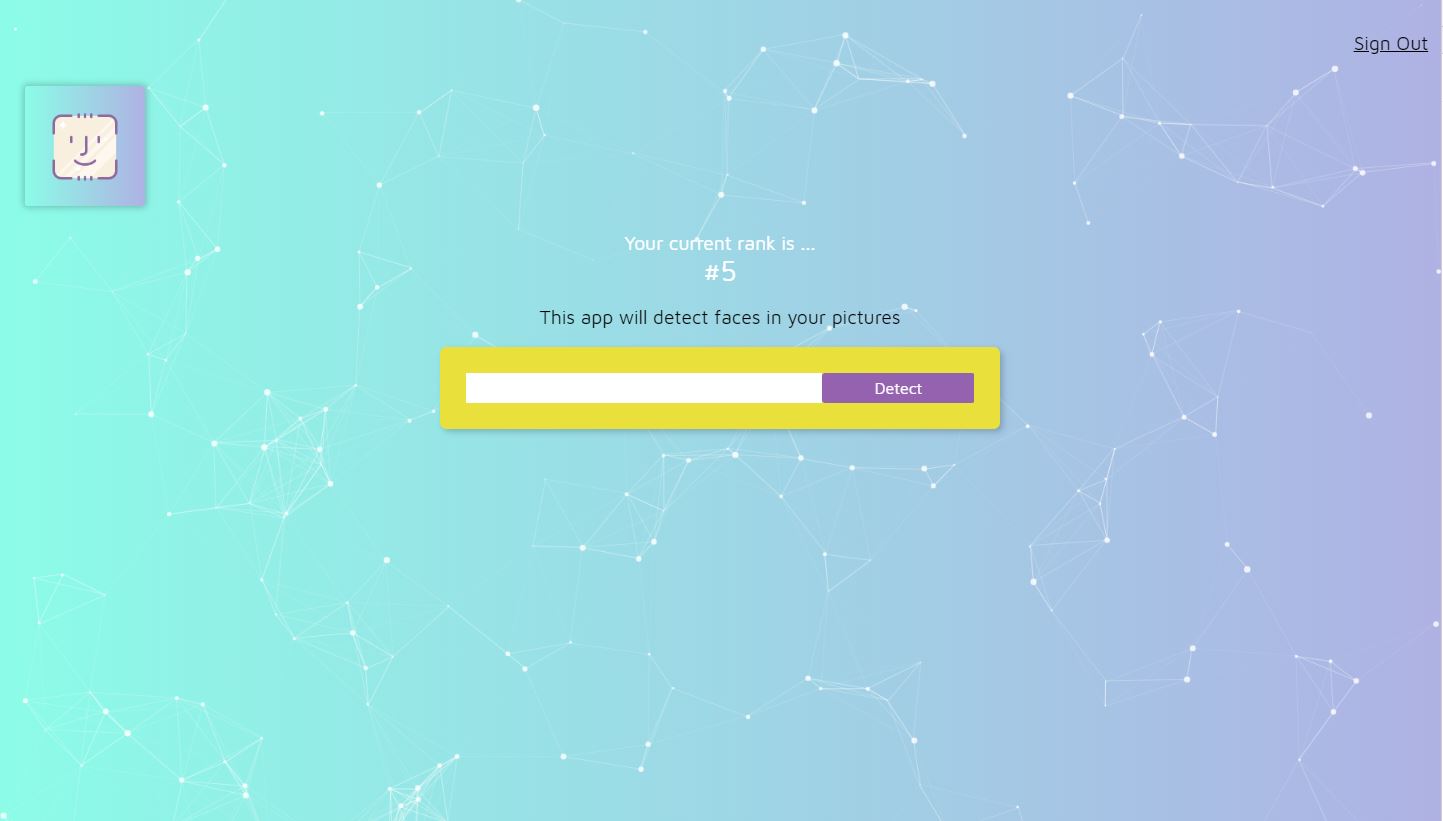 Sign Out
Your current rank is ...
#5
This app will detect faces in your pictures
Detect